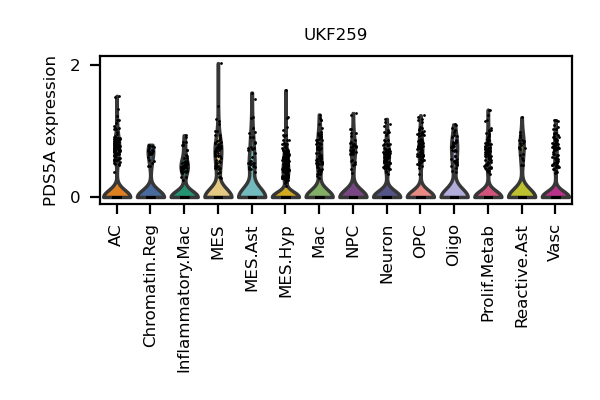 UKF259
PDS5A expression
2
0
AC
Chromatin.Reg
Inflammatory.Mac
MES
MES.Ast
MES.Hyp
Mac
NPC
Neuron
OPC
Oligo
Prolif.Metab
Reactive.Ast
Vasc